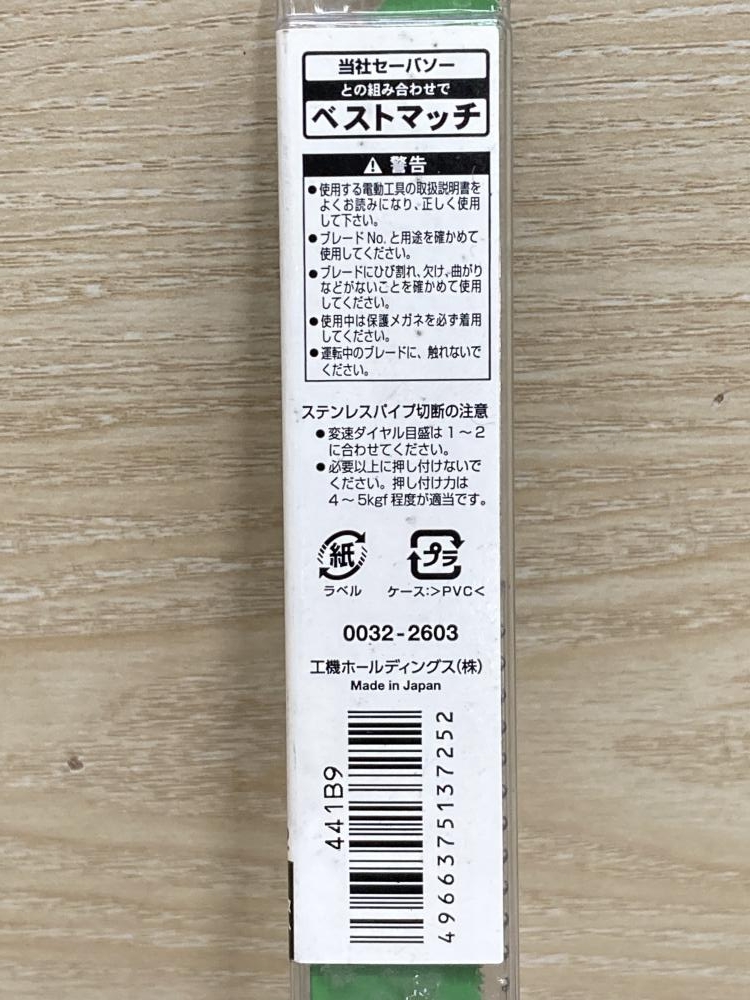 当社セーバソー
との組み合わせで
ベストマッチ
警告
●使用する電動工具の取扱説明書を
よくお読みになり、正しく使用
して下さい。
●ブレードNo.と用途を確かめて
使用してください。
●ブレードにひび割れ、欠け、曲がり
などがないことを確かめて使用
してください。
●使用中は保護メガネを必ず着用
してください。
●運転中のブレードに、触れないで
ください。
ステンレスパイプ切断の注意
●変速ダイヤル目盛は1〜2
に合わせてください。
●必要以上に押し付けないで
ください。押し付け力は
4〜5kgf程度が適当です。
紙
プラ
ラベル
ケース:>PVC<
0032-2603
工機ホールディングス(株)
Made in Japan
441B9
4966375137252